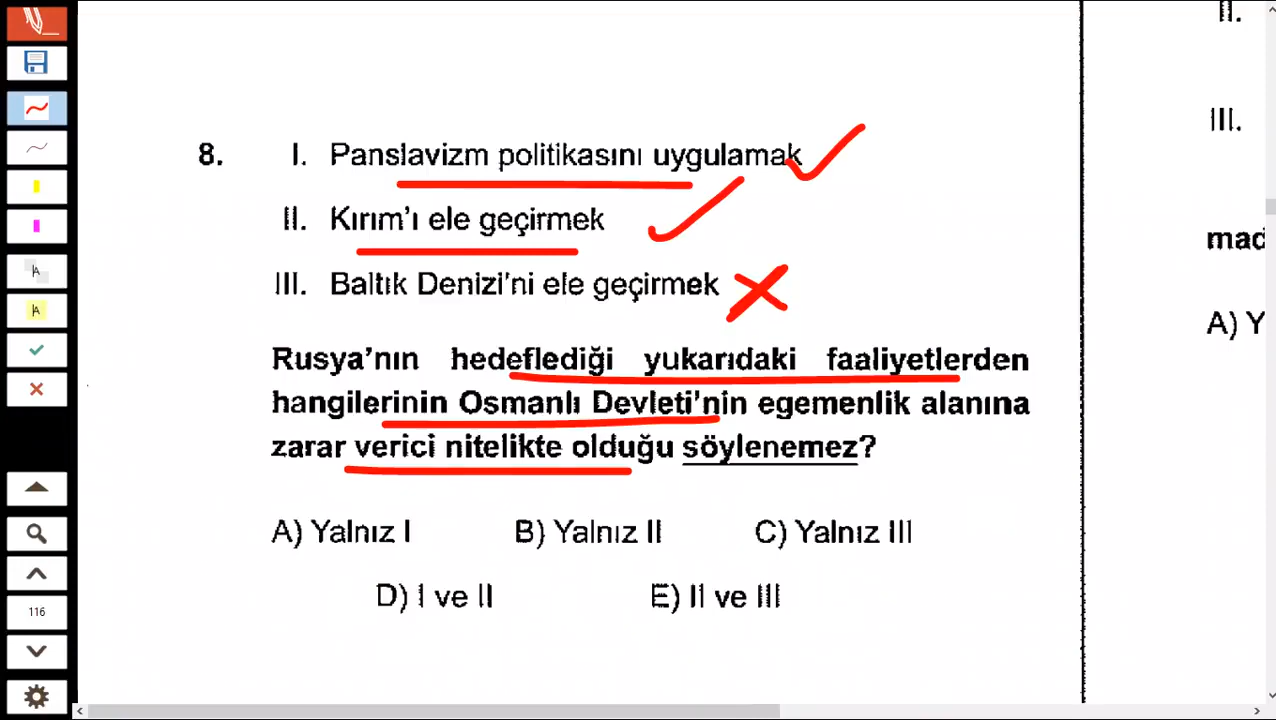 II.
8. I. Panslavizm politikasını uygulamak
III.
II. Kırım'ı ele geçirmek
mad
III. Baltık Denizi'ni ele geçirmek
A) Y
Rusya'nın hedeflediği yukarıdaki faaliyetlerden
hangilerinin Osmanlı Devleti'nin egemenlik alanına
zarar verici nitelikte olduğu söylenemez?
A) Yalnız I B) Yalnız II C) Yalnız III
D) I ve II E) II ve III
116